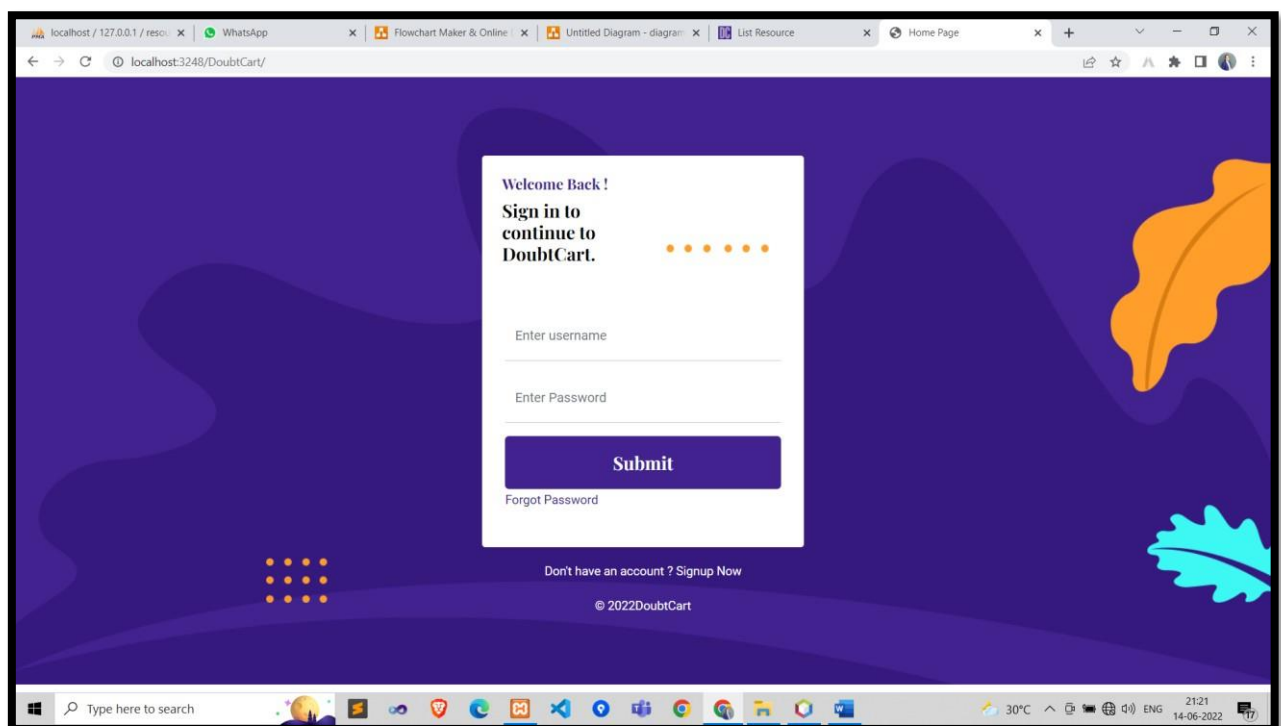 localhost / 127.0.0.1 / resou
WhatsApp
Flowchart Maker & Online
Untitled Diagram - diagram
List Resource
Home Page
localhost:3248/DoubtCart/
Welcome Back !
Sign in to
continue to
DoubtCart.
Enter username
Enter Password
Submit
Forgot Password
Don't have an account ? Signup Now
© 2022DoubtCart
Type here to search
30°C
ENG
21:21
14-06-2022
17